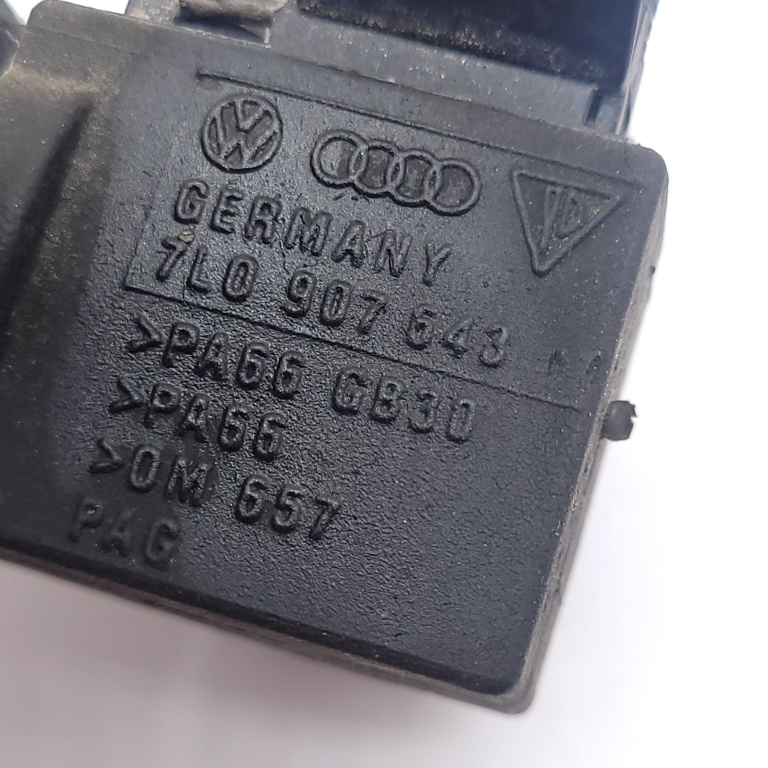 GERMANY
7L0 907 643
>PA66 GB30
>PA66
>OM 657
PAG